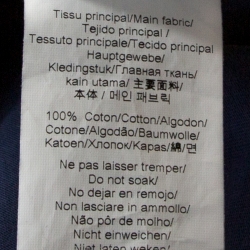 Tissu principal/Main fabric/
Tejido principal /
Tessuto principale/Tecido principal
Hauptgewebe/
Kledingstuk/Главная ткань/
kain utama/ 主要面料/
本体 / 메인 패브릭
100% Coton/Cotton/Algodon/
Cotone/Algodão/Baumwolle/
Katoen/Хлопок/Kapas/綿/면
Ne pas laisser tremper/
Do not soak/
No dejar en remojo/
Non lasciare in ammollo/
Não pôr de molho/
Nicht einweichen/
Niet laten weken/